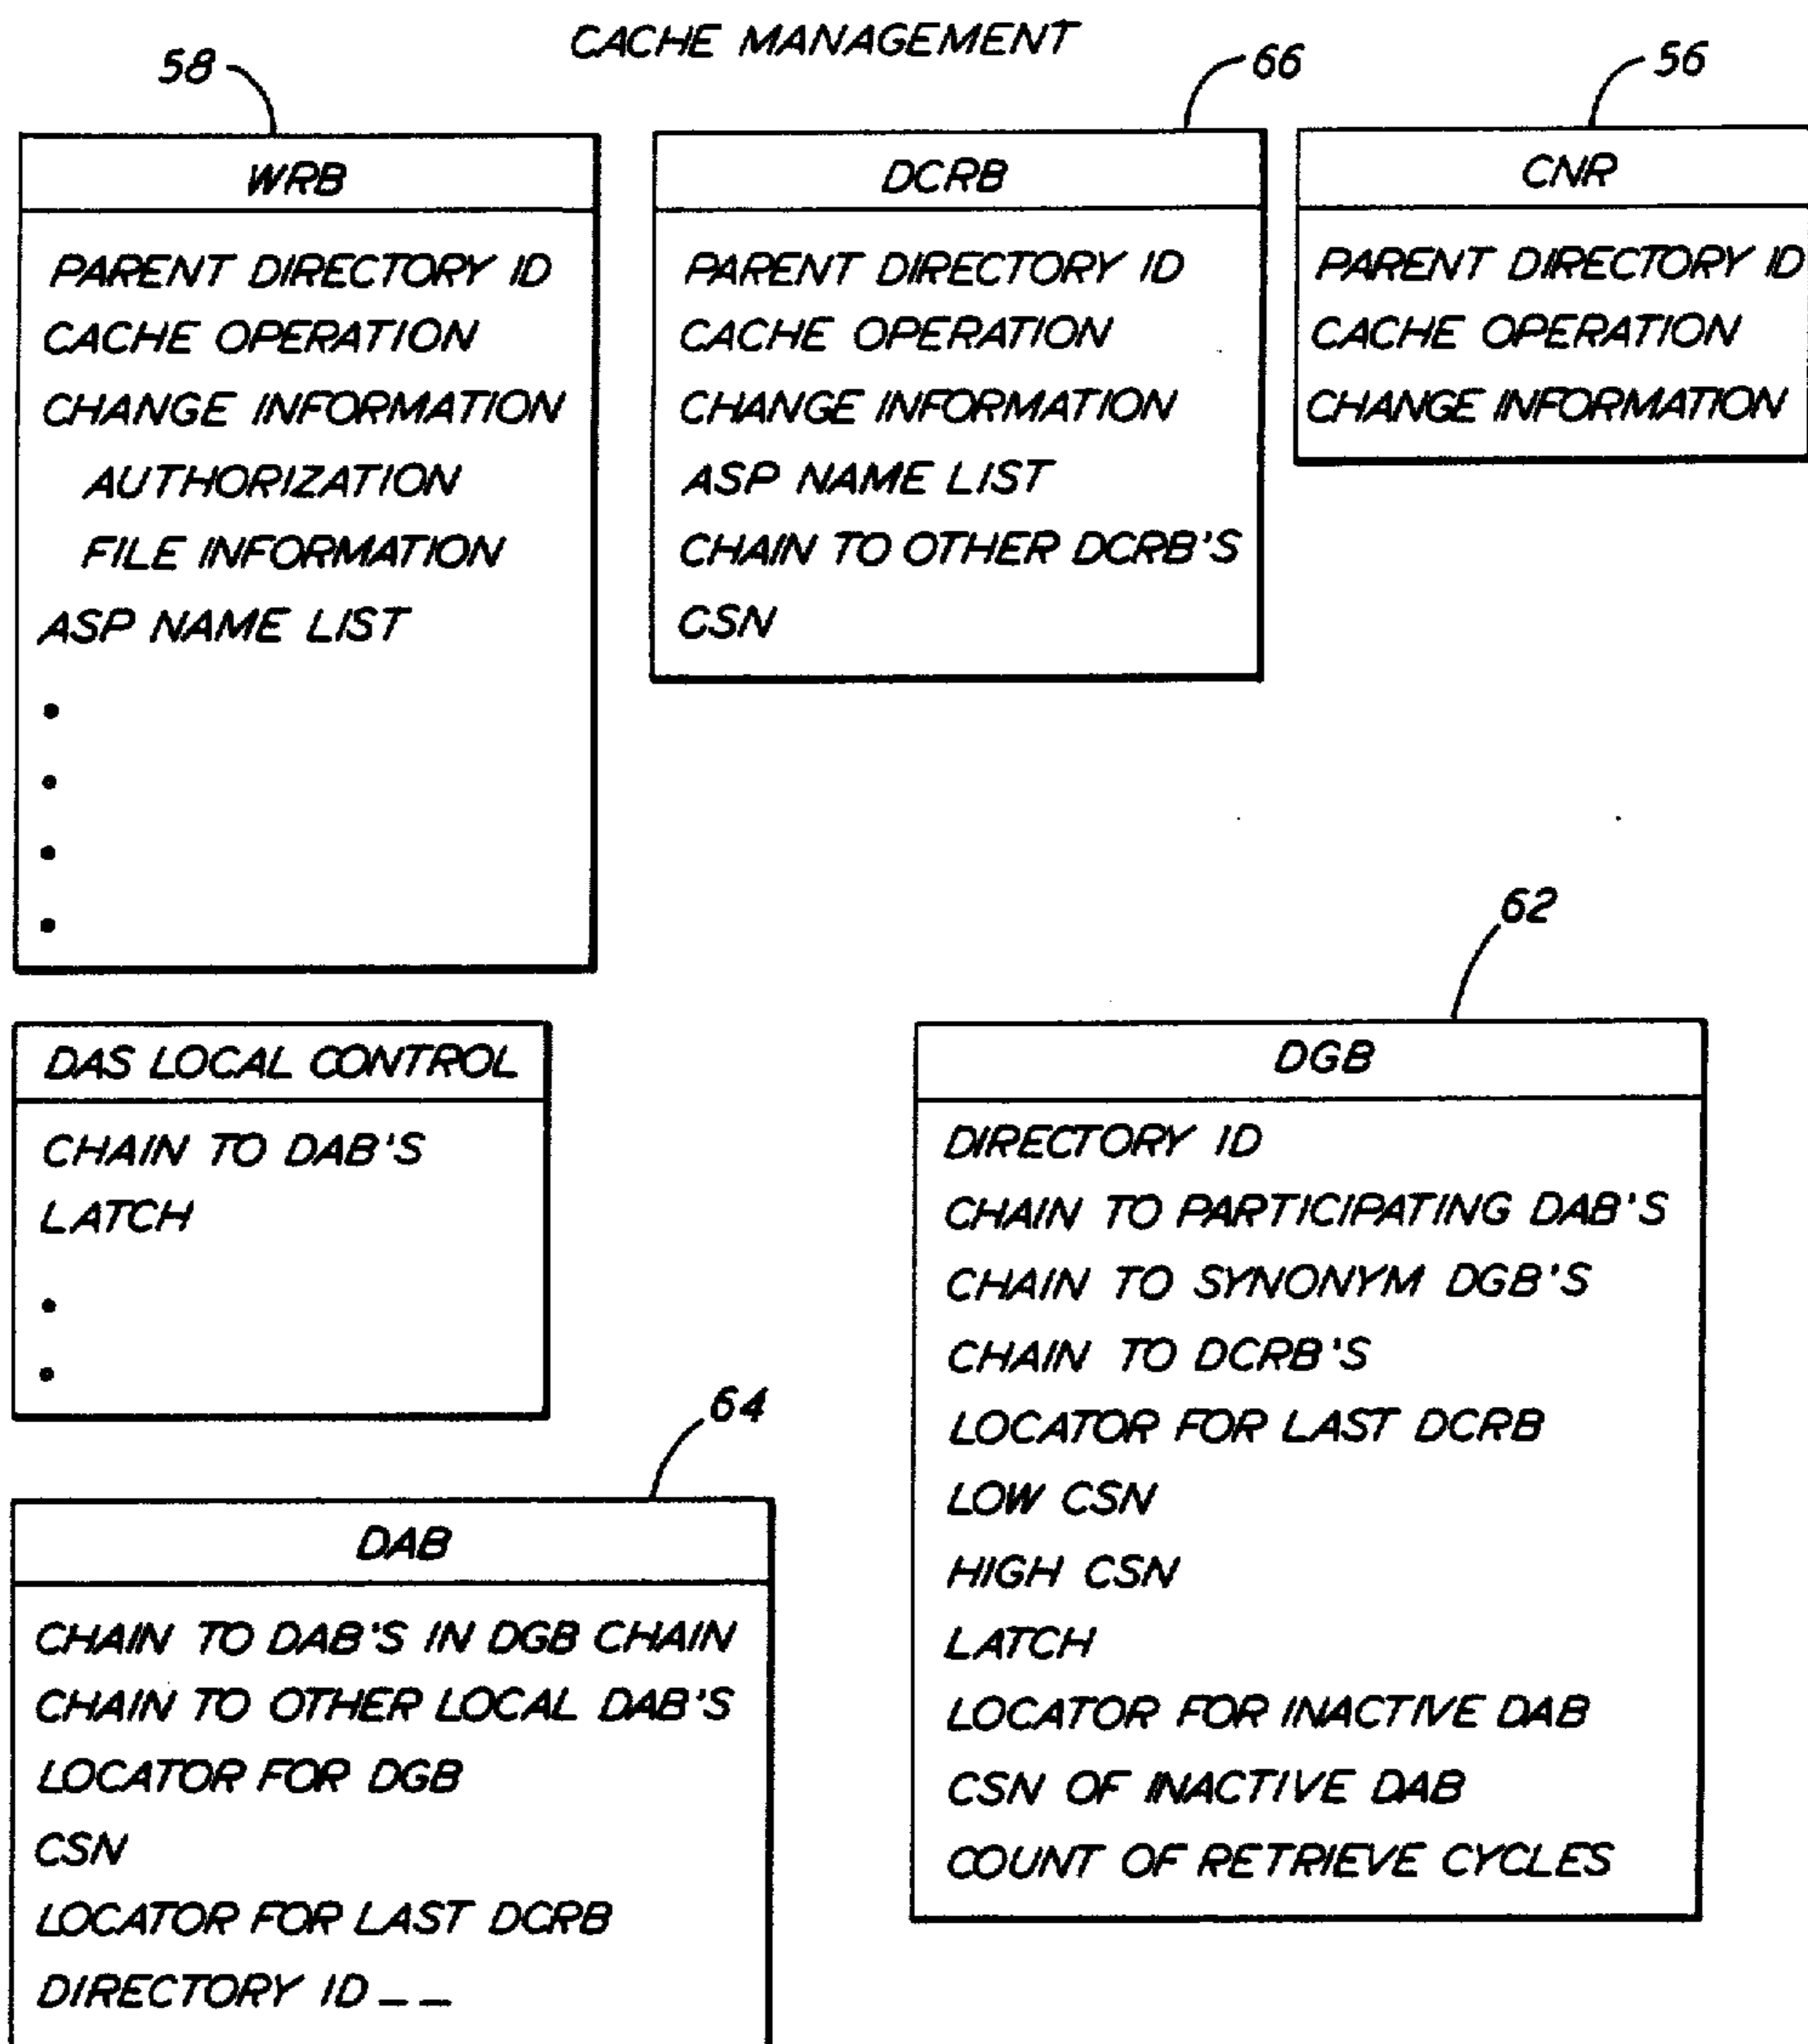 CACHE MANAGEMENT
58
WRB
PARENT DIRECTORY ID
CACHE OPERATION
CHANGE INFORMATION
AUTHORIZATION
FILE INFORMATION
ASP NAME LIST
66
DCRB
PARENT DIRECTORY ID
CACHE OPERATION
CHANGE INFORMATION
ASP NAME LIST
CHAIN TO OTHER DCRB'S
CSN
56
CNR
PARENT DIRECTORY ID
CACHE OPERATION
CHANGE INFORMATION
DAS LOCAL CONTROL
CHAIN TO DAB'S
LATCH
62
DGB
DIRECTORY ID
CHAIN TO PARTICIPATING DAB'S
CHAIN TO SYNONYM DGB'S
CHAIN TO DCRB'S
LOCATOR FOR LAST DCRB
LOW CSN
HIGH CSN
LATCH
LOCATOR FOR INACTIVE DAB
CSN OF INACTIVE DAB
COUNT OF RETRIEVE CYCLES
64
DAB
CHAIN TO DAB'S IN DGB CHAIN
CHAIN TO OTHER LOCAL DAB'S
LOCATOR FOR DGB
CSN
LOCATOR FOR LAST DCRB
DIRECTORY ID _ _